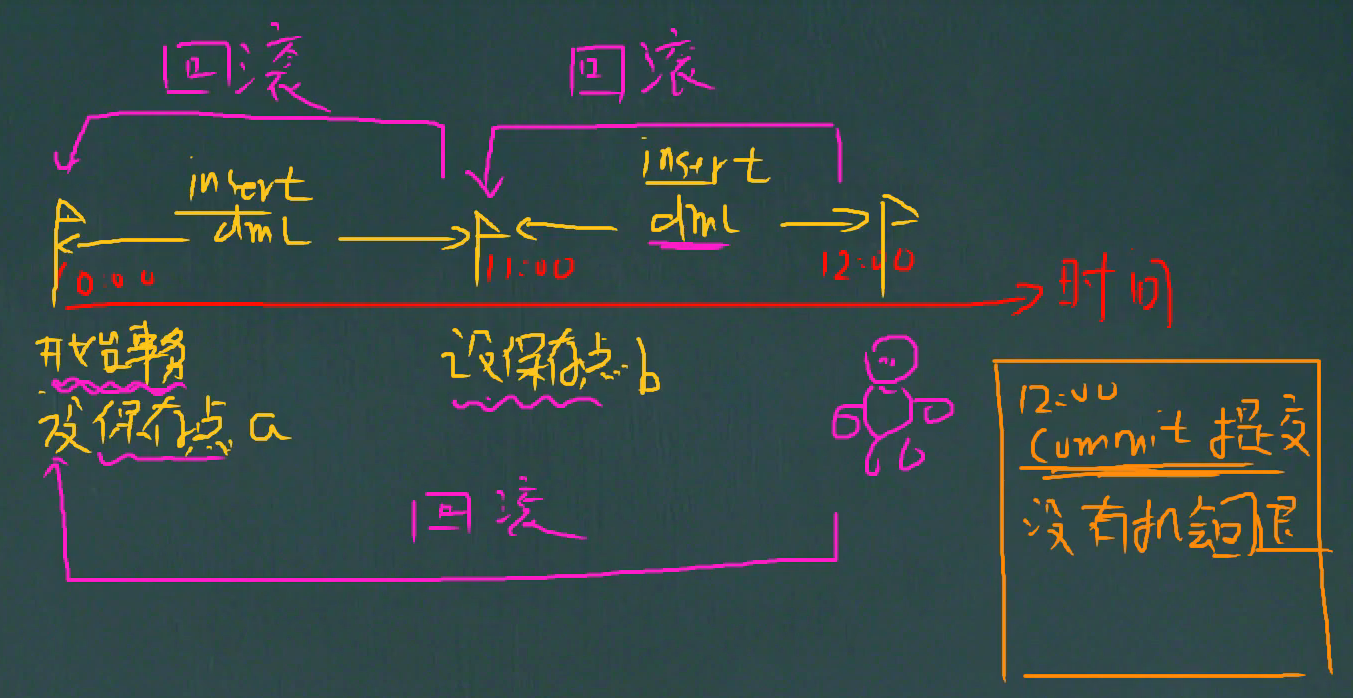 回滚
回滚
insert
dml
insert
dml
10:00
11:00
12:00
时间
开始事务
设保存点 a
设保存点 b
回滚
12:00
Commit 提交
没有机会回退